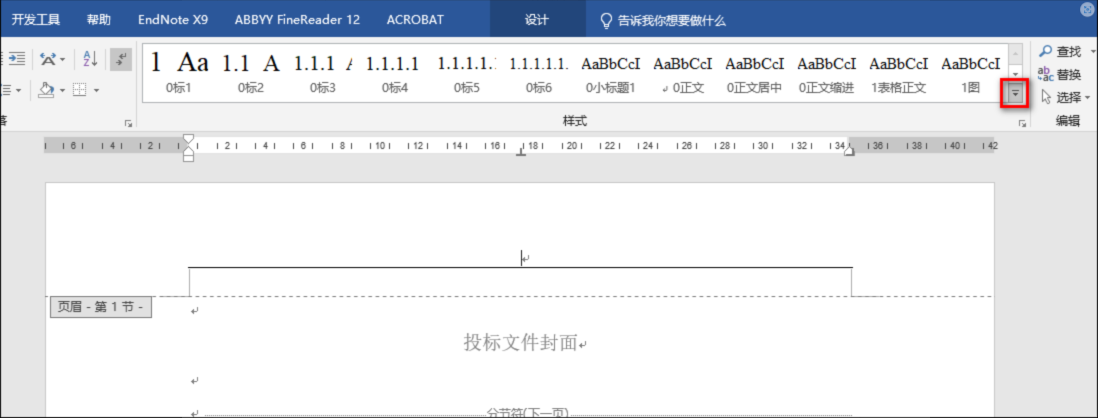 开发工具 帮助 EndNote X9 ABBYY FineReader 12 ACROBAT 设计 告诉我你想要做什么
1 Aa 1.1 A 1.1.1 1.1.1.1 1.1.1.1. 1.1.1.1.1. AaBbCcI AaBbCcI AaBbCcI AaBbCcI AaBbCcI AaBbCcI 查找
0标1 0标2 0标3 0标4 0标5 0标6 0小标题1 0正文 0正文居中 0正文缩进 1表格正文 1图 替换
选择
样式 编辑
6 4 2 2 4 6 8 10 12 14 16 18 20 22 24 26 28 30 32 34 36 38 40 42
页眉 - 第 1 节 -
投标文件封面
分节符(下一页)